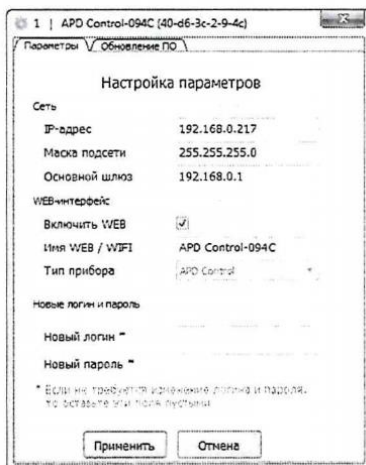 1 | APD Control-094C (40-d6-3c-2-9-4c)
Параметры Обновление ПО
Настройка параметров
Сеть
IP-адрес 192.168.0.217
Маска подсети 255.255.255.0
Основной шлюз 192.168.0.1
WEB-интерфейс
Включить WEB
Имя WEB / WIFI APD Control-094C
Тип прибора APD Control
Новые логин и пароль
Новый логин *
Новый пароль *
* Если не требуется изменение логина и пароля,
то оставьте эти поля пустыми
Применить Отмена